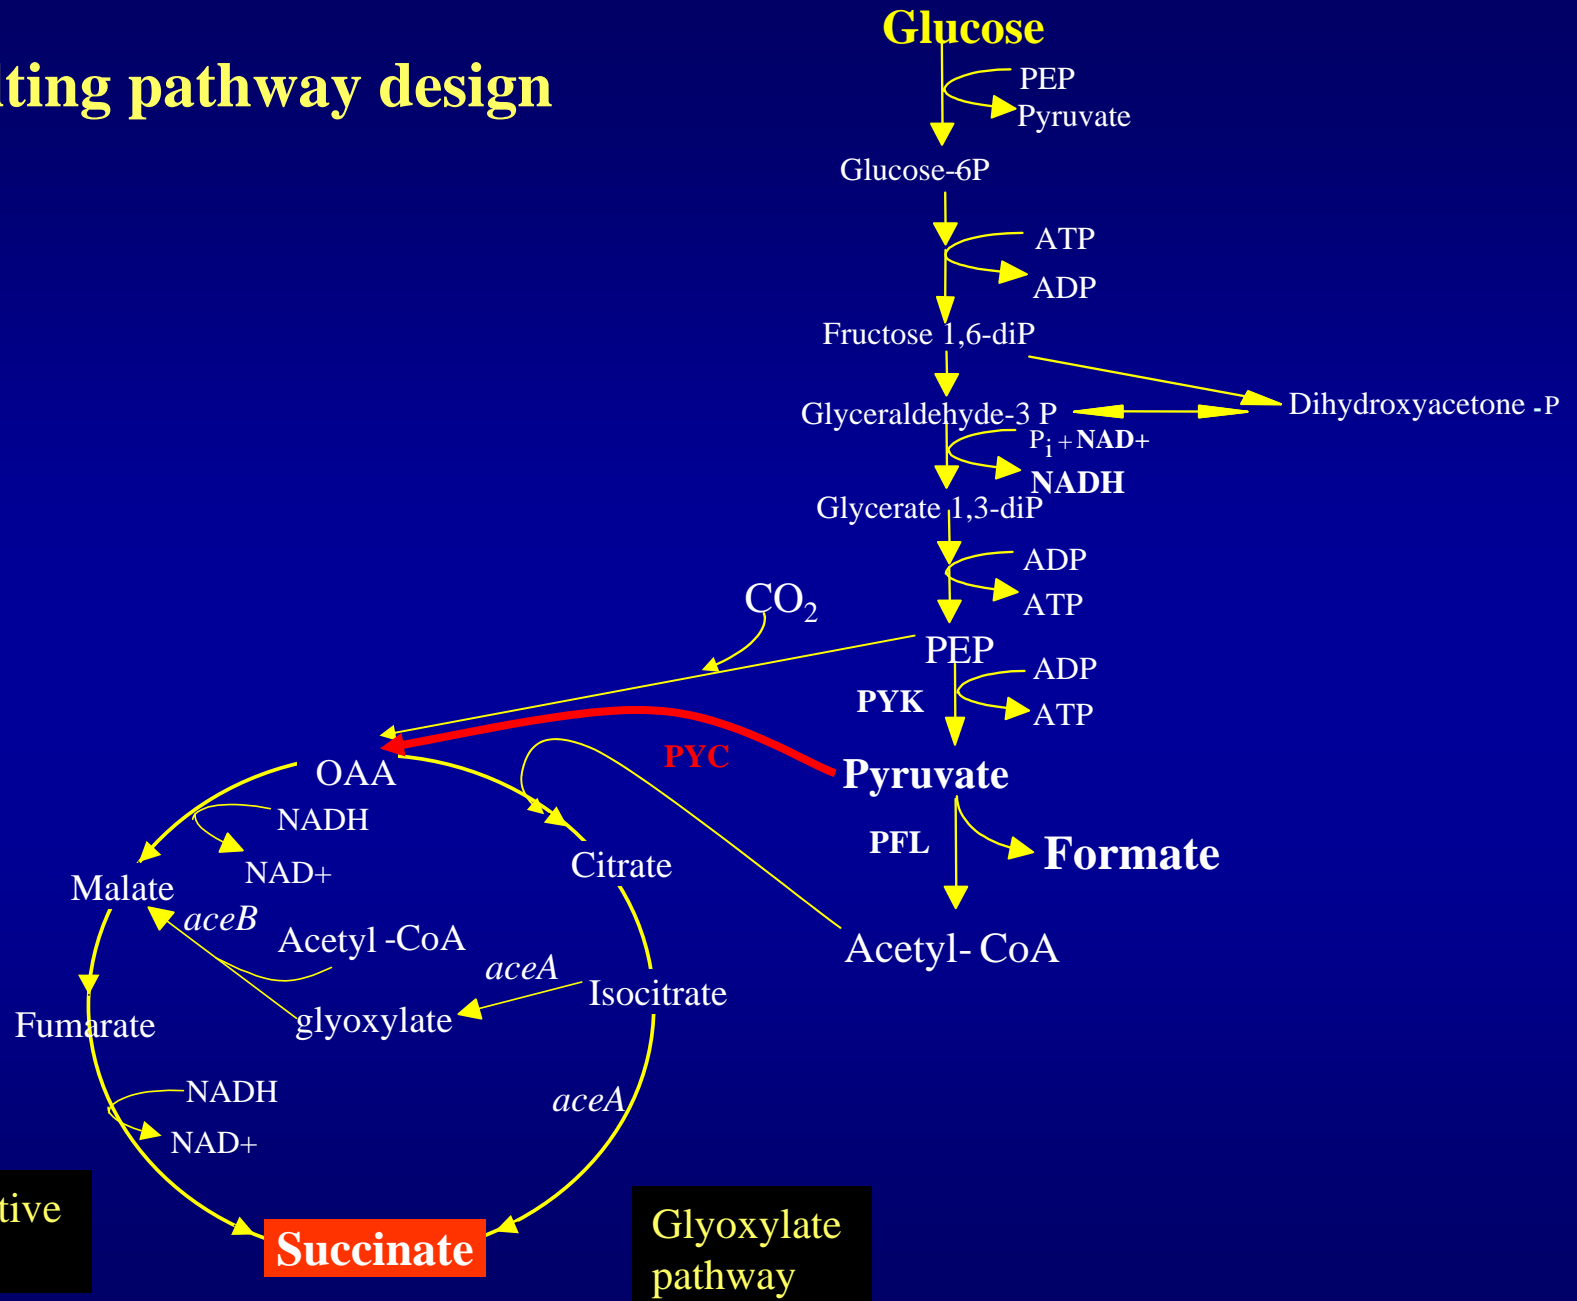 Glucose
lting pathway design
PEP
Pyruvate
Glucose-6P
ATP
ADP
Fructose 1,6-diP
Dihydroxyacetone -P
Glyceraldehyde-3 P
Pi + NAD+
NADH
Glycerate 1,3-diP
ADP
ATP
CO2
PEP
ADP
PYK
ATP
PYC
Pyruvate
OAA
NADH
PFL
Formate
Citrate
NAD+
Malate
aceB
Acetyl -CoA
Acetyl- CoA
aceA
Isocitrate
glyoxylate
Fumarate
NADH
aceA
NAD+
tive
Succinate
Glyoxylate
pathway